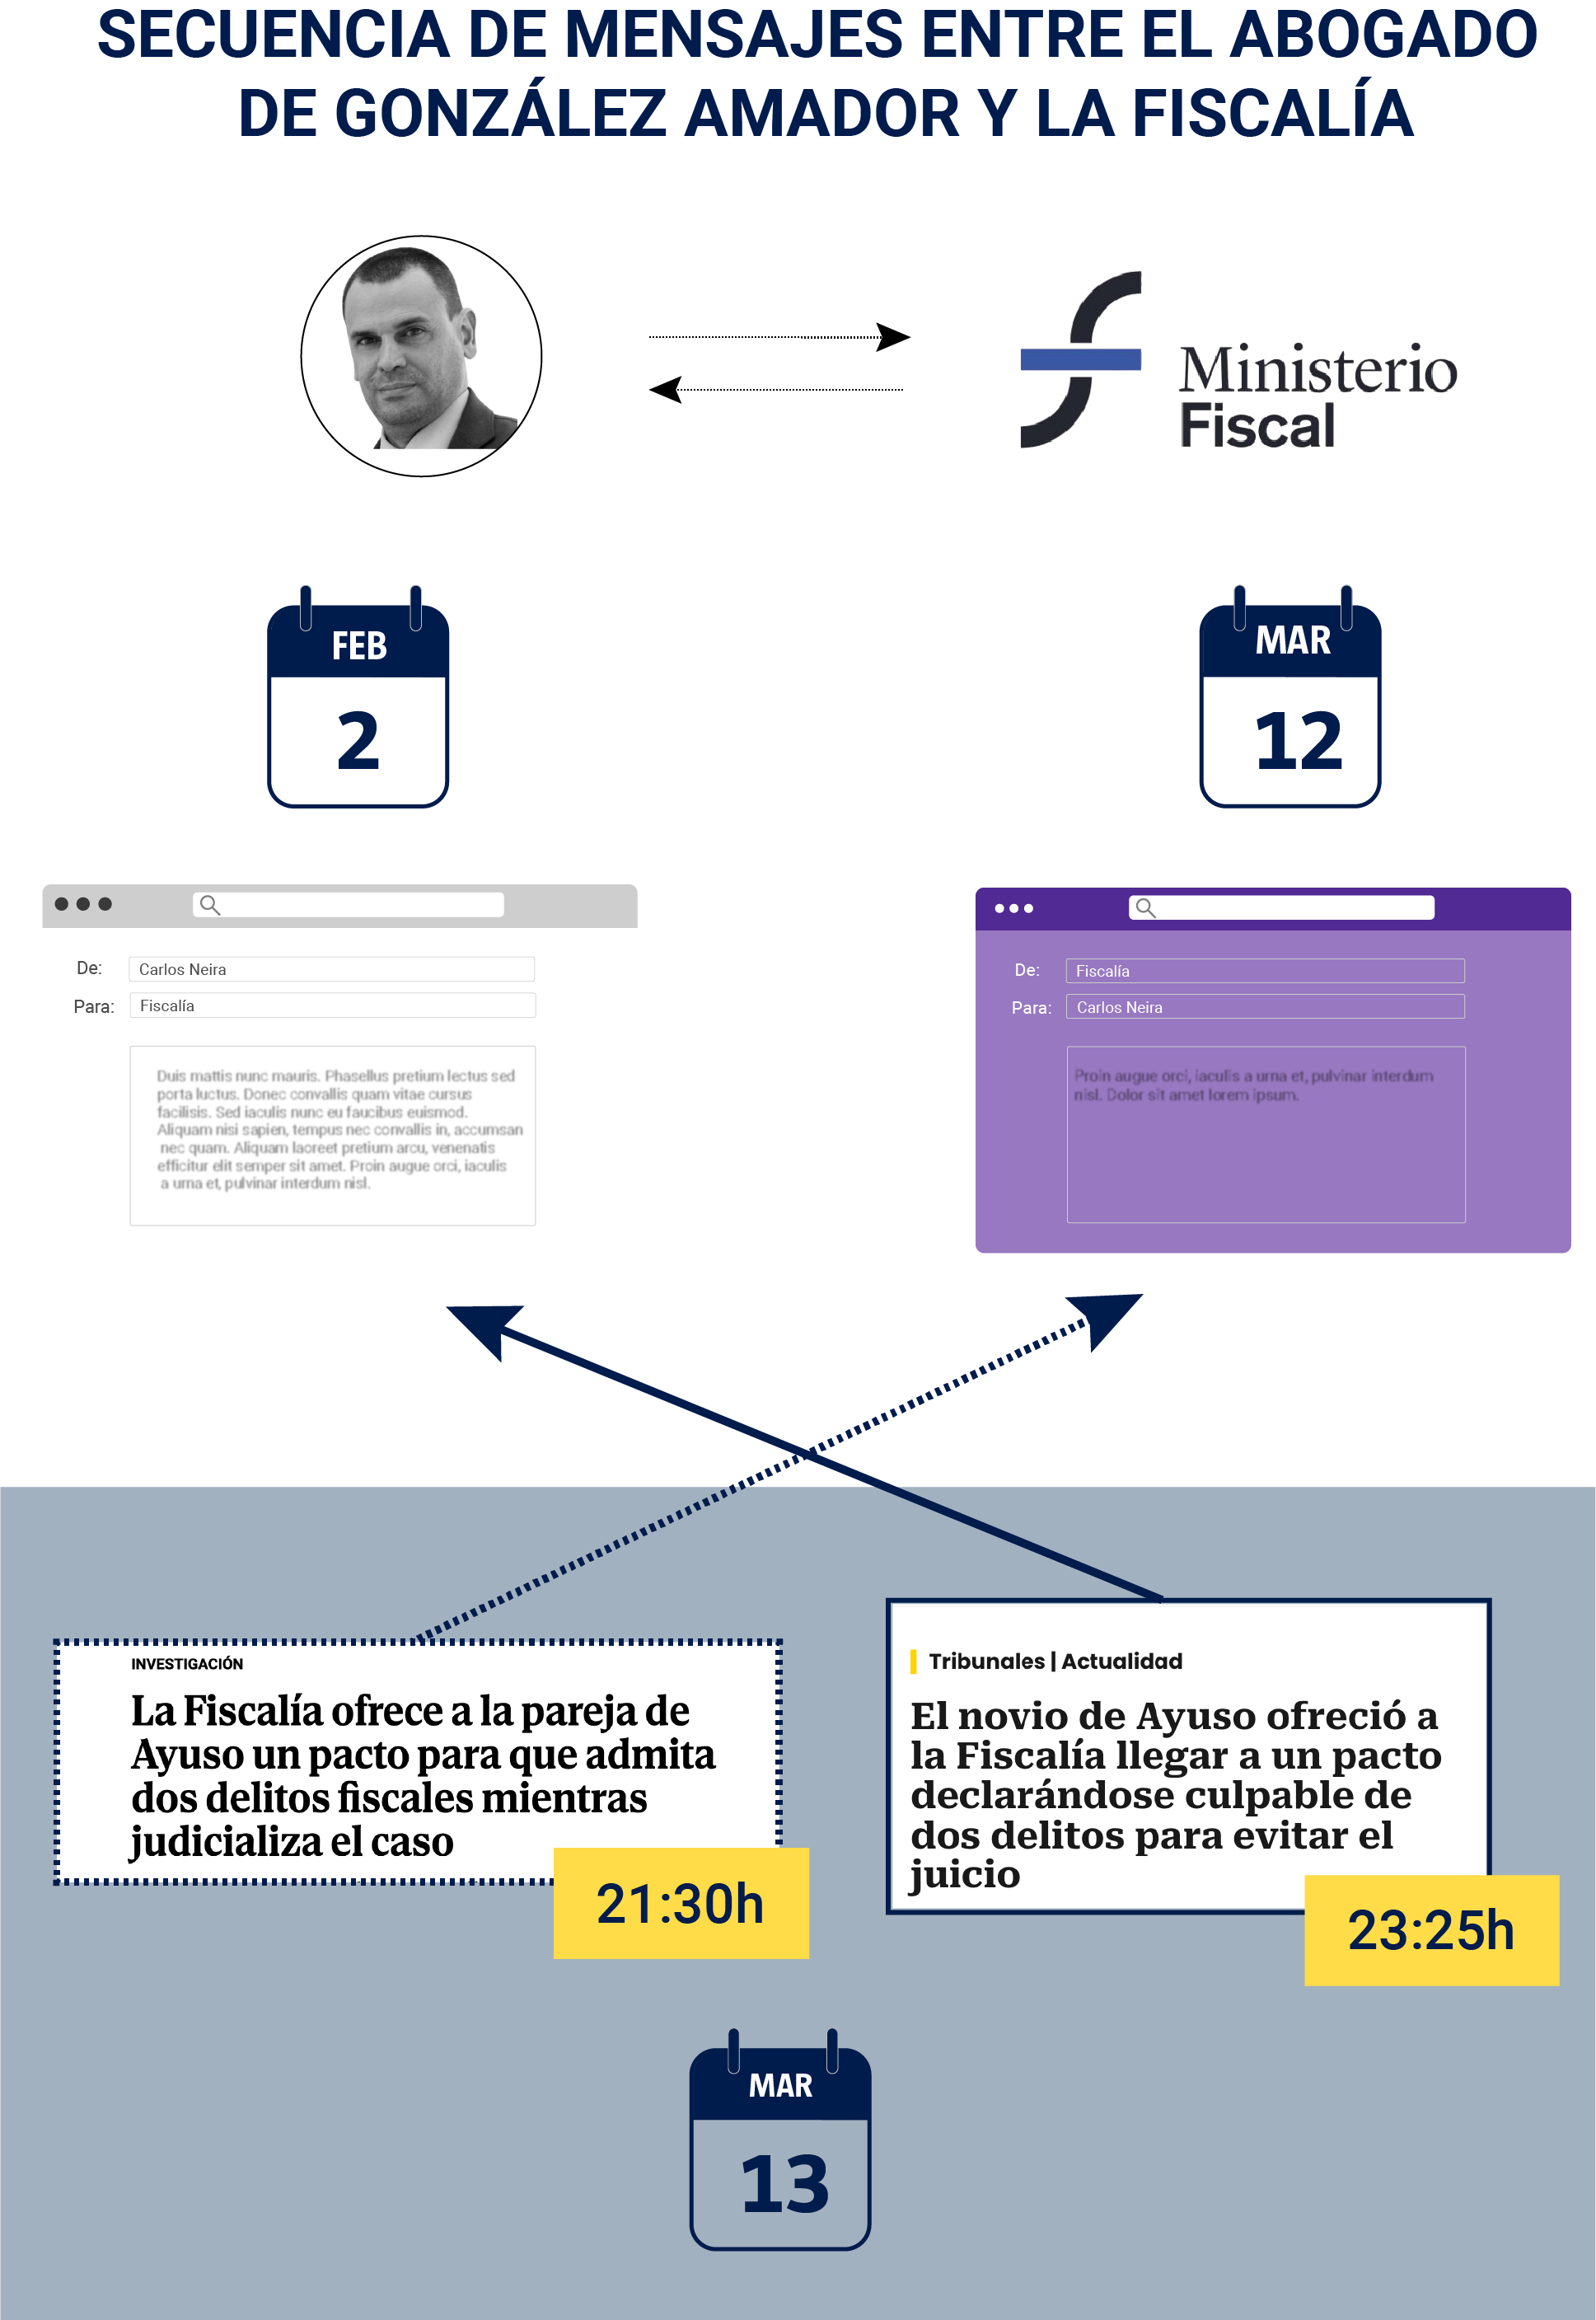 SECUENCIA DE MENSAJES ENTRE EL ABOGADO
DE GONZÁLEZ AMADOR Y LA FISCALÍA
Ministerio
Fiscal
FEB
2
MAR
12
De: Carlos Neira
Para: Fiscalía
Duis mattis nunc mauris. Phasellus pretium lectus sed
porta luctus. Donec convallis quam vitae cursus
facilisis. Sed iaculis nunc eu faucibus euismod.
Aliquam nisi sapien, tempus nec convallis in, accumsan
nec quam. Aliquam laoreet pretium arcu, venenatis
efficitur elit semper sit amet. Proin augue orci, iaculis
a urna et, pulvinar interdum nisl.
De: Fiscalía
Para: Carlos Neira
Proin augue orci, iaculis a urna et, pulvinar interdum
nisl. Dolor sit amet lorem ipsum.
INVESTIGACIÓN
La Fiscalía ofrece a la pareja de
Ayuso un pacto para que admita
dos delitos fiscales mientras
judicializa el caso
21:30h
Tribunales | Actualidad
El novio de Ayuso ofreció a
la Fiscalía llegar a un pacto
declarándose culpable de
dos delitos para evitar el
juicio
23:25h
MAR
13